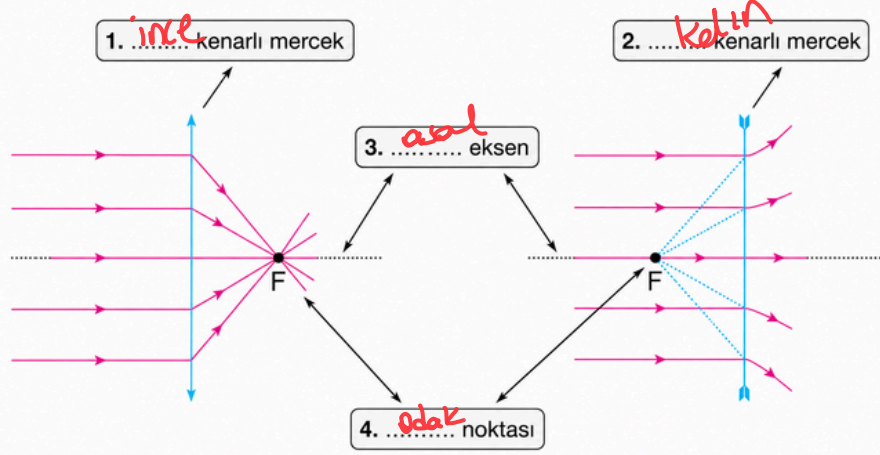 1. ince kenarlı mercek
2. kalın kenarlı mercek
3. asal eksen
F
F
4. odak noktası